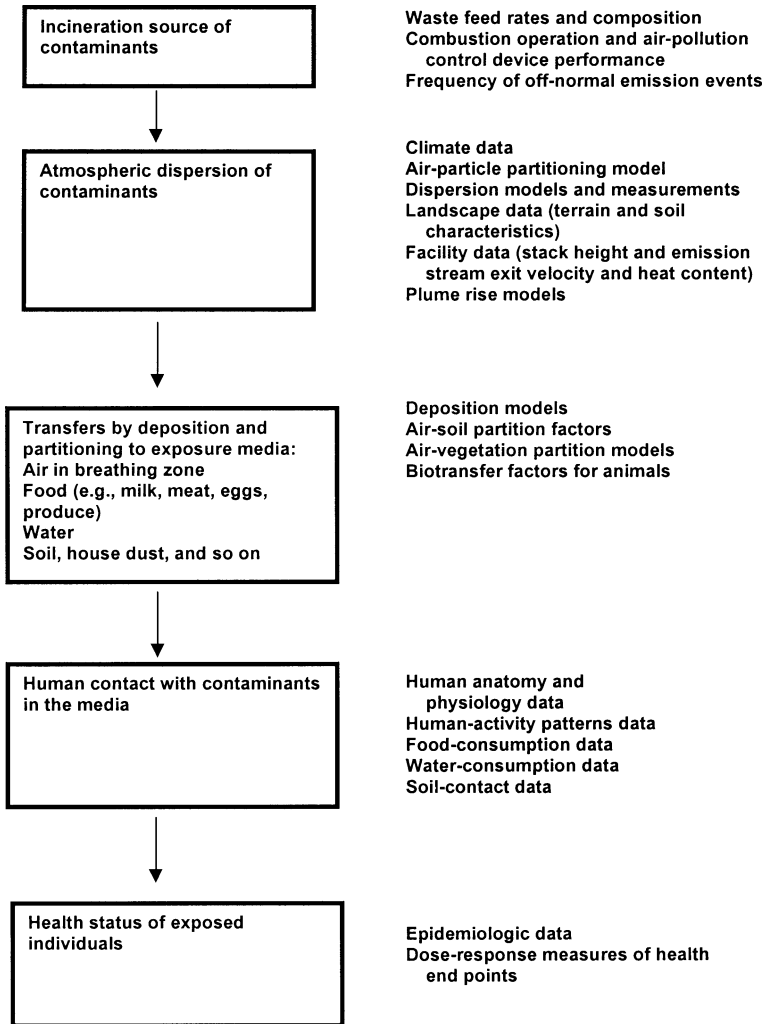 Incineration source of
contaminants
Waste feed rates and composition
Combustion operation and air-pollution
control device performance
Frequency of off-normal emission events
Atmospheric dispersion of
contaminants
Climate data
Air-particle partitioning model
Dispersion models and measurements
Landscape data (terrain and soil
characteristics)
Facility data (stack height and emission
stream exit velocity and heat content)
Plume rise models
Transfers by deposition and
partitioning to exposure media:
Air in breathing zone
Food (e.g., milk, meat, eggs,
produce)
Water
Soil, house dust, and so on
Deposition models
Air-soil partition factors
Air-vegetation partition models
Biotransfer factors for animals
Human contact with contaminants
in the media
Human anatomy and
physiology data
Human-activity patterns data
Food-consumption data
Water-consumption data
Soil-contact data
Health status of exposed
individuals
Epidemiologic data
Dose-response measures of health
end points